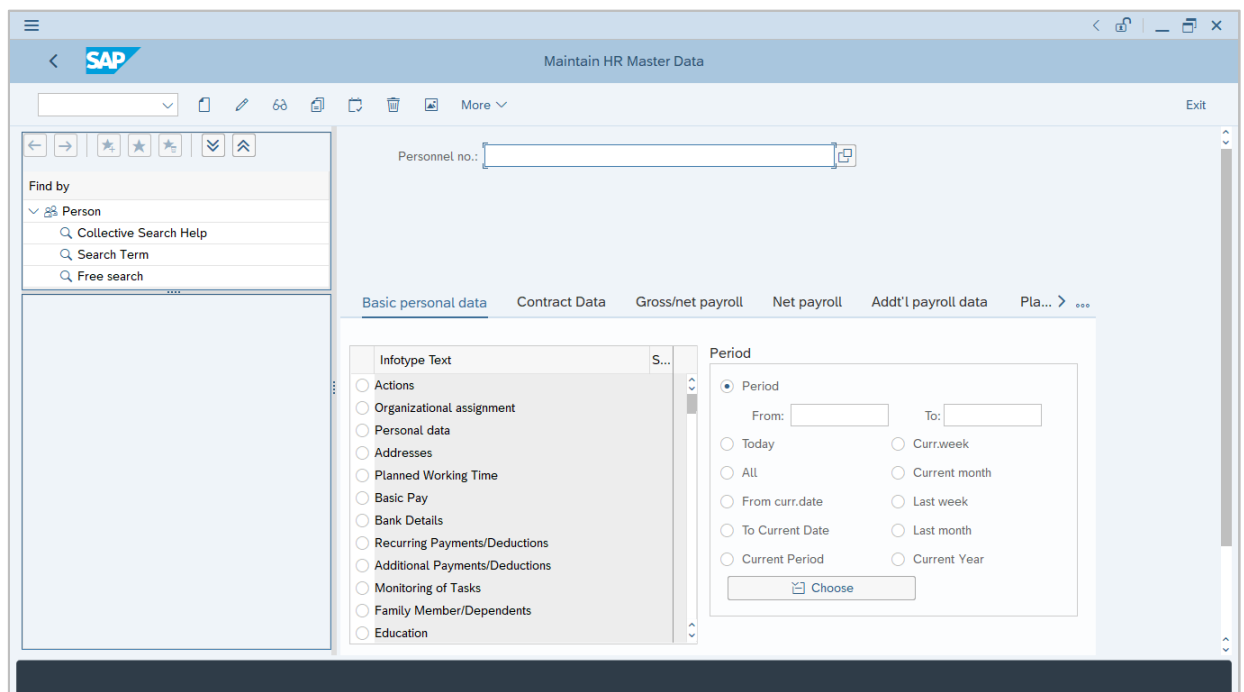 SAP
Maintain HR Master Data
More
Exit
Personnel no.:
Find by
Person
Collective Search Help
Search Term
Free search
Basic personal data Contract Data Gross/net payroll Net payroll Addt'l payroll data Pla...
Infotype Text S...
Actions
Organizational assignment
Personal data
Addresses
Planned Working Time
Basic Pay
Bank Details
Recurring Payments/Deductions
Additional Payments/Deductions
Monitoring of Tasks
Family Member/Dependents
Education
Period
Period
From: To:
Today Curr.week
All Current month
From curr.date Last week
To Current Date Last month
Current Period Current Year
Choose